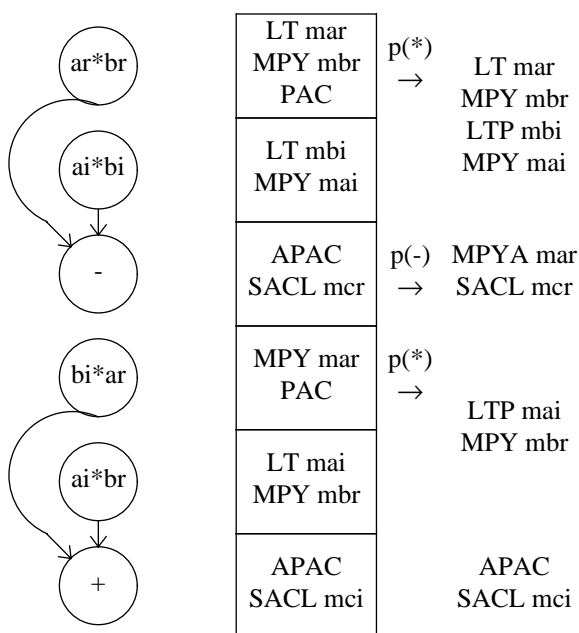 ar*br
ai*bi
-
bi*ar
ai*br
+
LT mar
MPY mbr
PAC
LT mbi
MPY mai
APAC
SACL mcr
MPY mar
PAC
LT mai
MPY mbr
APAC
SACL mci
p(*)
→
LT mar
MPY mbr
LTP mbi
MPY mai
p(-)
→
MPYA mar
SACL mcr
p(*)
→
LTP mai
MPY mbr
APAC
SACL mci